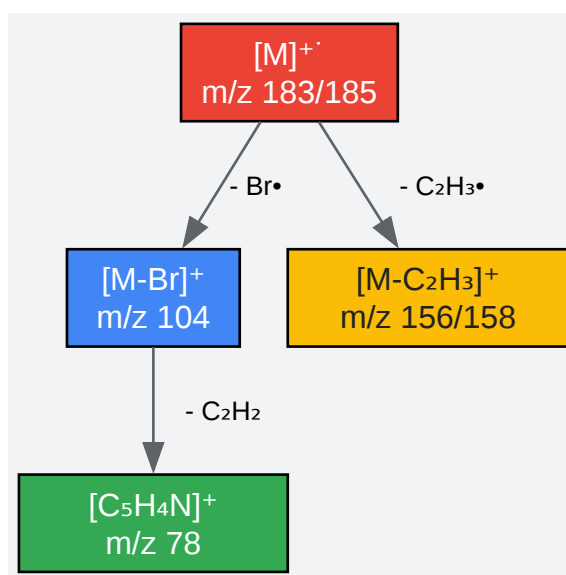 [M]⁺˙
m/z 183/185
- Br•
- C₂H₃•
[M-Br]⁺
m/z 104
[M-C₂H₃]⁺
m/z 156/158
- C₂H₂
[C₅H₄N]⁺
m/z 78